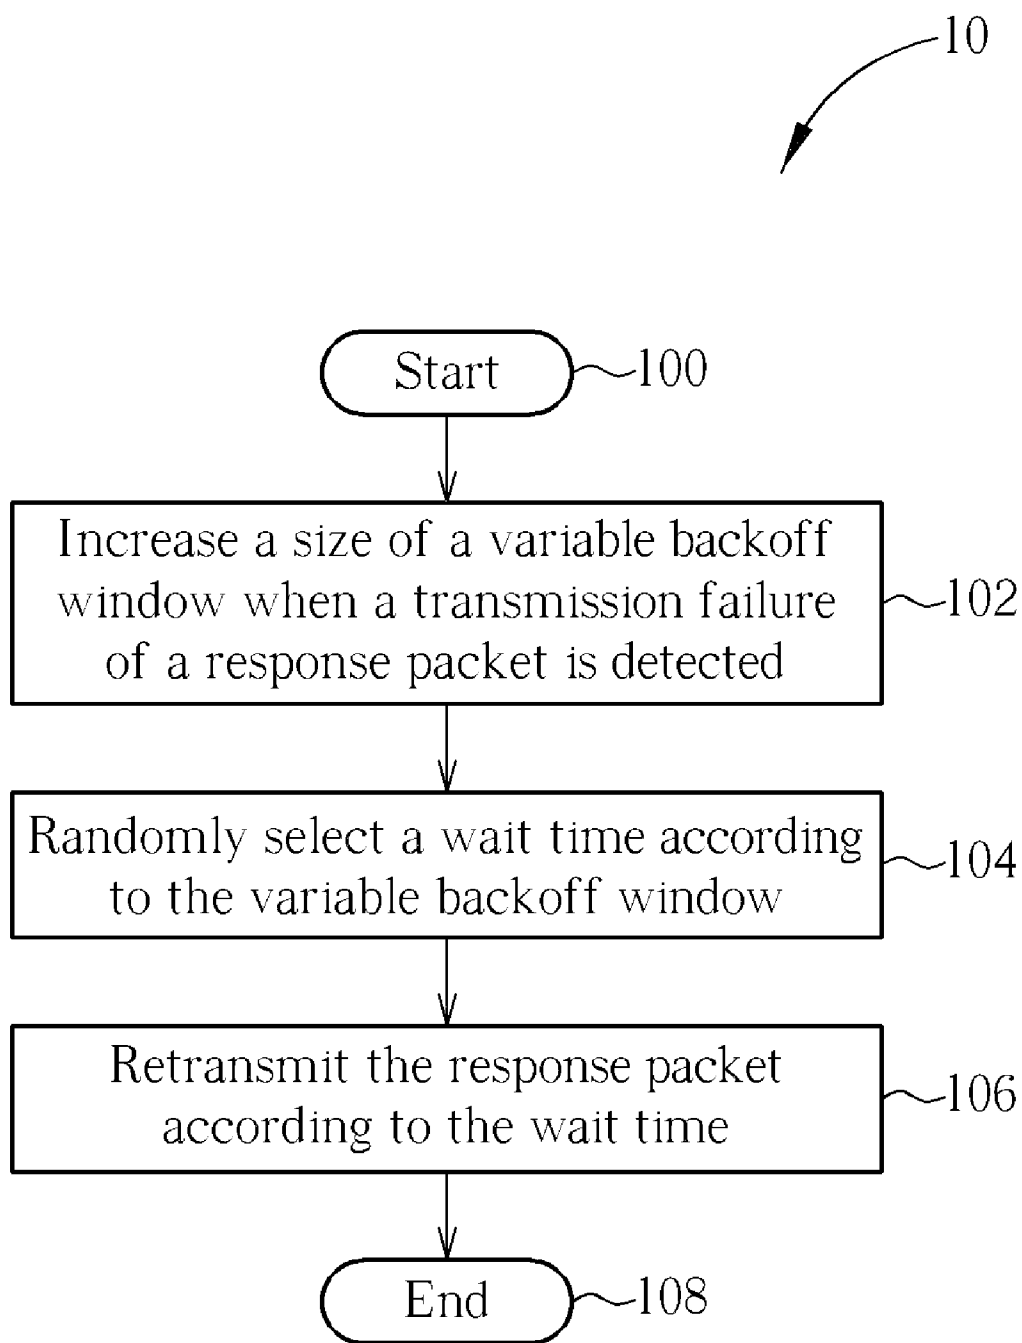 10
Start
100
Increase a size of a variable backoff
window when a transmission failure
of a response packet is detected
102
Randomly select a wait time according
to the variable backoff window
104
Retransmit the response packet
according to the wait time
106
End
108